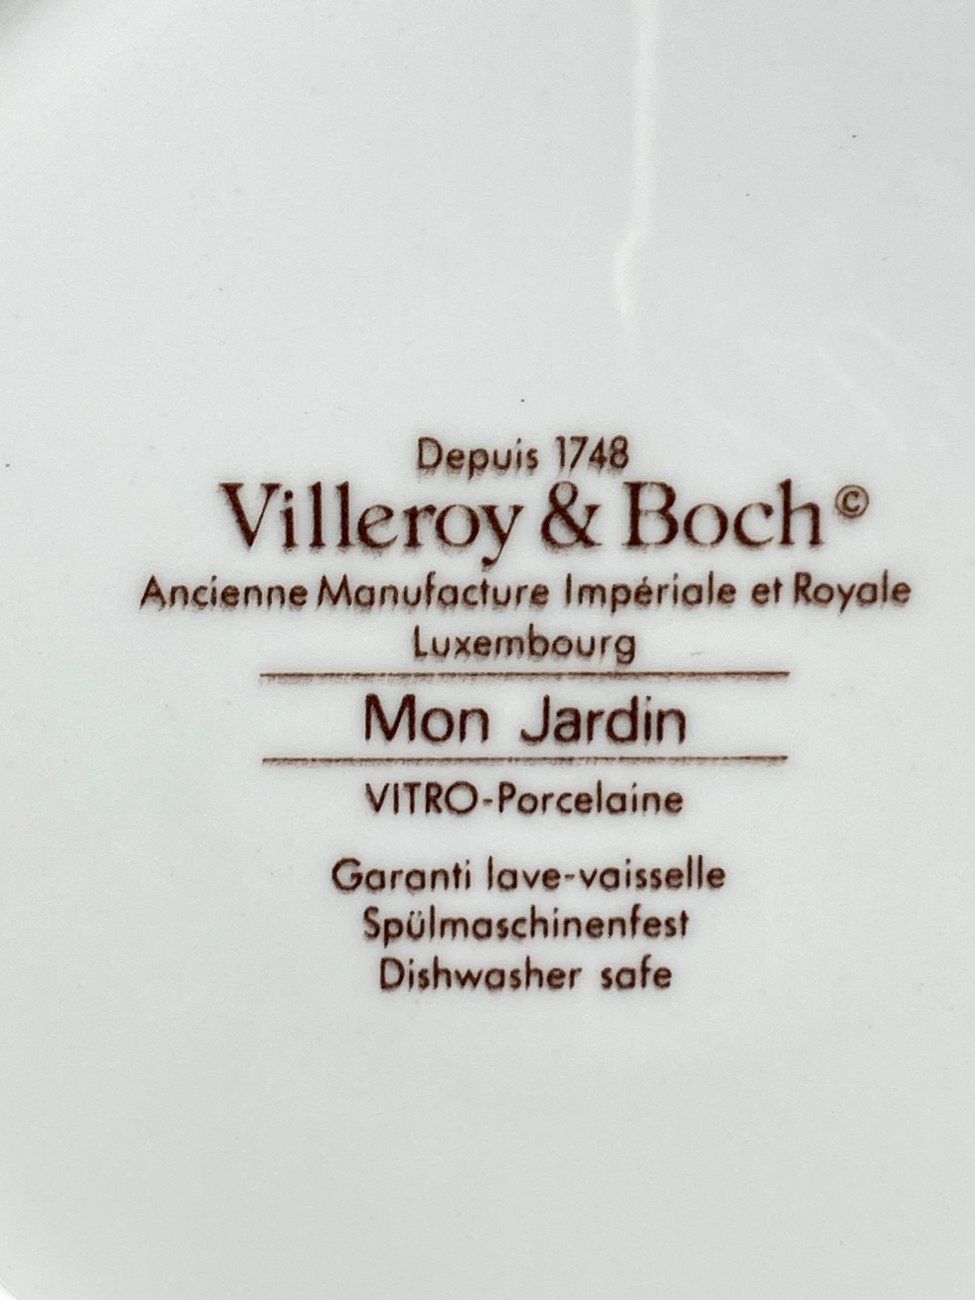 Depuis 1748
Villeroy & Boch©
Ancienne Manufacture Impériale et Royale
Luxembourg
Mon Jardin
VITRO-Porcelaine
Garanti lave-vaisselle
Spülmaschinenfest
Dishwasher safe